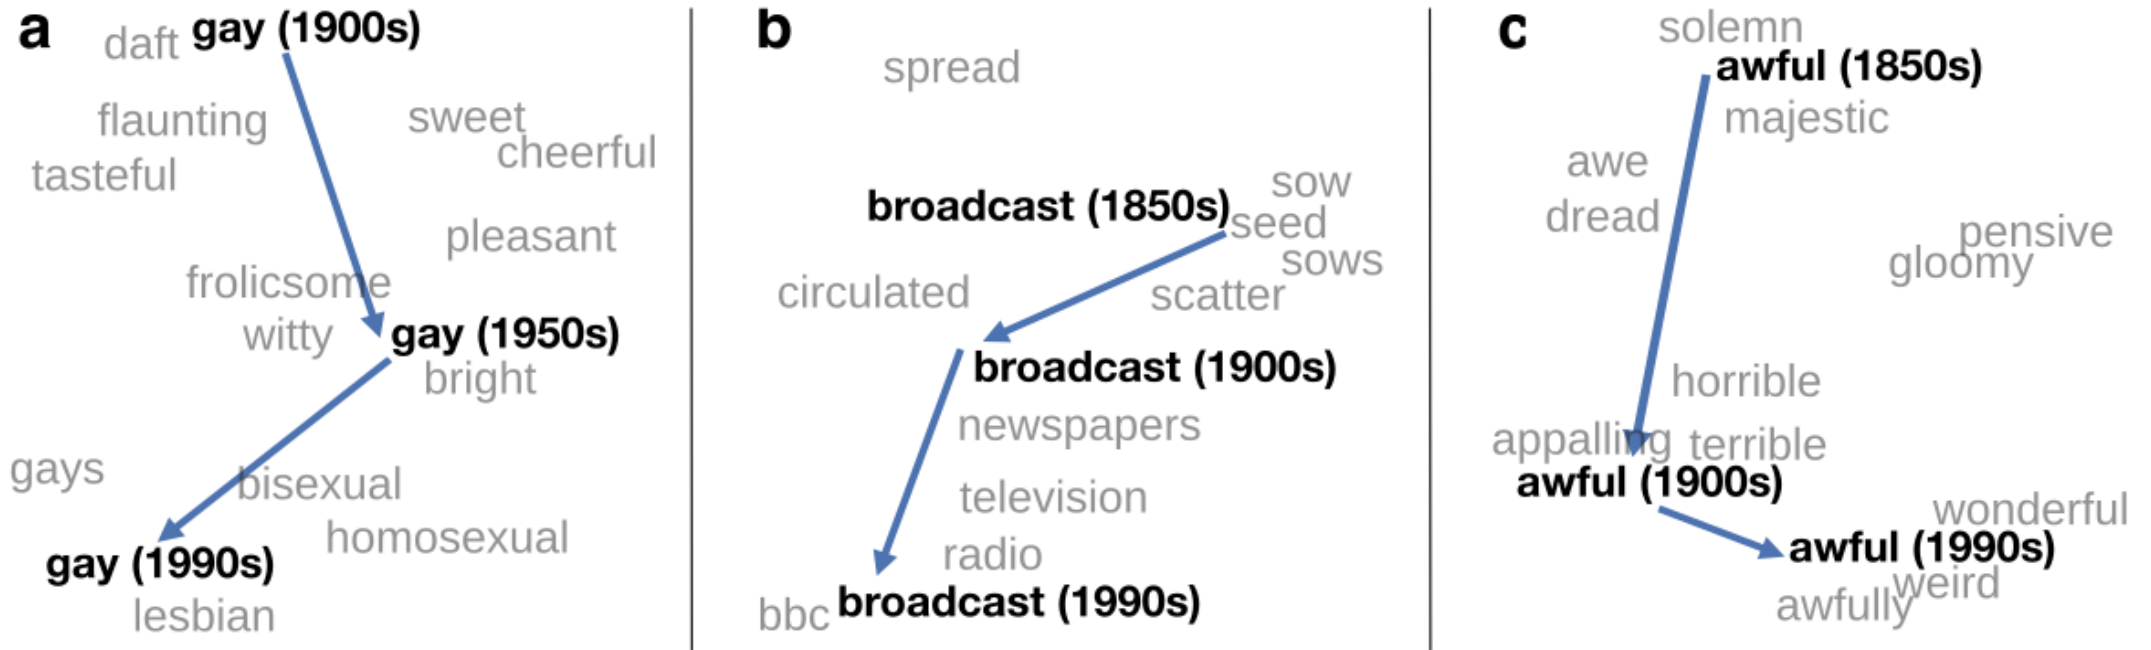 a
daft
gay (1900s)
flaunting
sweet
cheerful
tasteful
pleasant
frolicsome
witty
gay (1950s)
bright
gays
bisexual
homosexual
gay (1990s)
lesbian
b
spread
broadcast (1850s)
sow
seed
sows
circulated
scatter
broadcast (1900s)
newspapers
television
radio
bbc
broadcast (1990s)
c
solemn
awful (1850s)
majestic
awe
dread
pensive
gloomy
horrible
appalling
terrible
awful (1900s)
wonderful
awful (1990s)
weird
awfully